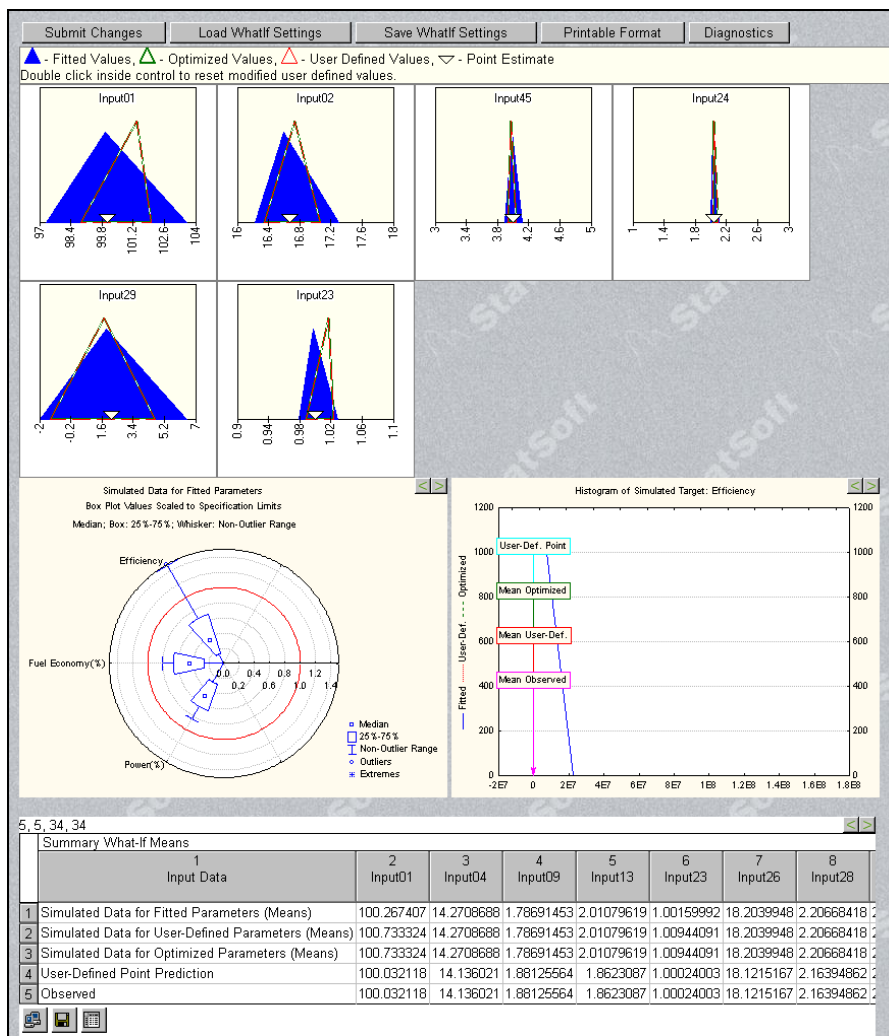 Submit Changes Load WhatIf Settings Save WhatIf Settings Printable Format Diagnostics
- Fitted Values, - Optimized Values, - User Defined Values, - Point Estimate
Double click inside control to reset modified user defined values.
Input01 Input02 Input45 Input24
97 98.4 99.8 101.2 102.6 104 16 16.4 16.8 17.2 17.6 18 3 3.4 3.8 4.2 4.6 5 1 1.4 1.8 2.2 2.6 3
Input29 Input23
-2 -0.2 1.6 3.4 5.2 7 0.9 0.94 0.98 1.02 1.06 1.1
StatSoft
StatSoft
StatSoft
Simulated Data for Fitted Parameters
Box Plot Values Scaled to Specification Limits
Median; Box: 25%-75%; Whisker: Non-Outlier Range
Efficiency
Fuel Economy(%)
Power(%)
0.0 0.2 0.4 0.6 0.8 1.0 1.2 1.4
Median
25%-75%
Non-Outlier Range
Outliers
Extremes
Histogram of Simulated Target: Efficiency
1200 1200
1000 1000
800 800
600 600
400 400
200 200
0 0
User-Def. Point
Mean Optimized
Mean User-Def.
Mean Observed
Fitted User-Def. Optimized
-2E7 0 2E7 4E7 6E7 8E7 1E8 1.2E8 1.4E8 1.6E8 1.8E8
5, 5, 34, 34
Summary What-If Means
1 2 3 4 5 6 7 8
Input Data Input01 Input04 Input09 Input13 Input23 Input26 Input28
1 Simulated Data for Fitted Parameters (Means) 100.267407 14.2708688 1.78691453 2.01079619 1.00159992 18.2039948 2.20668418
2 Simulated Data for User-Defined Parameters (Means) 100.733324 14.2708688 1.78691453 2.01079619 1.00944091 18.2039948 2.20668418
3 Simulated Data for Optimized Parameters (Means) 100.733324 14.2708688 1.78691453 2.01079619 1.00944091 18.2039948 2.20668418
4 User-Defined Point Prediction 100.032118 14.136021 1.88125564 1.8623087 1.00024003 18.1215167 2.16394862
5 Observed 100.032118 14.136021 1.88125564 1.8623087 1.00024003 18.1215167 2.16394862